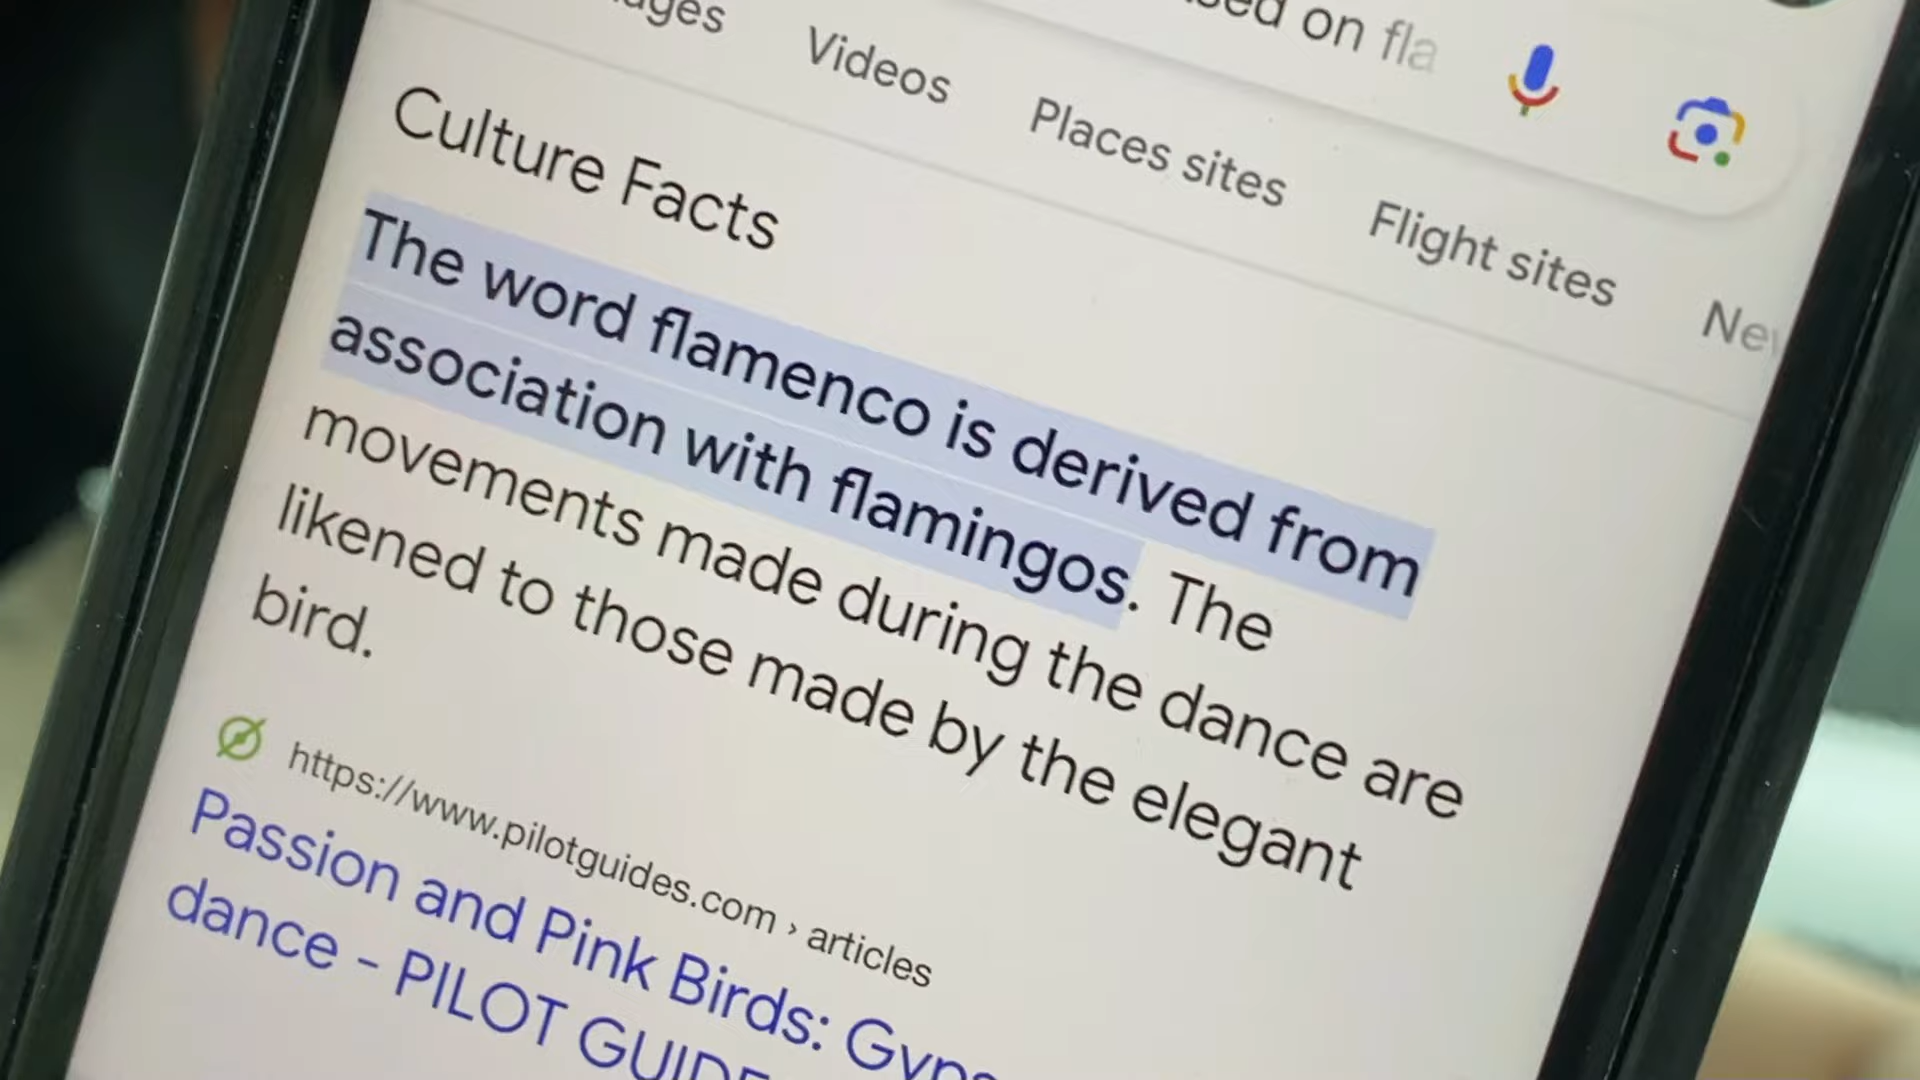 on fla
Videos
Places sites
Flight sites
Culture Facts
The word flamenco is derived from
association with flamingos. The
movements made during the dance are
likened to those made by the elegant
bird.
https://www.pilotguides.com › articles
Passion and Pink Birds:
dance - PILOT